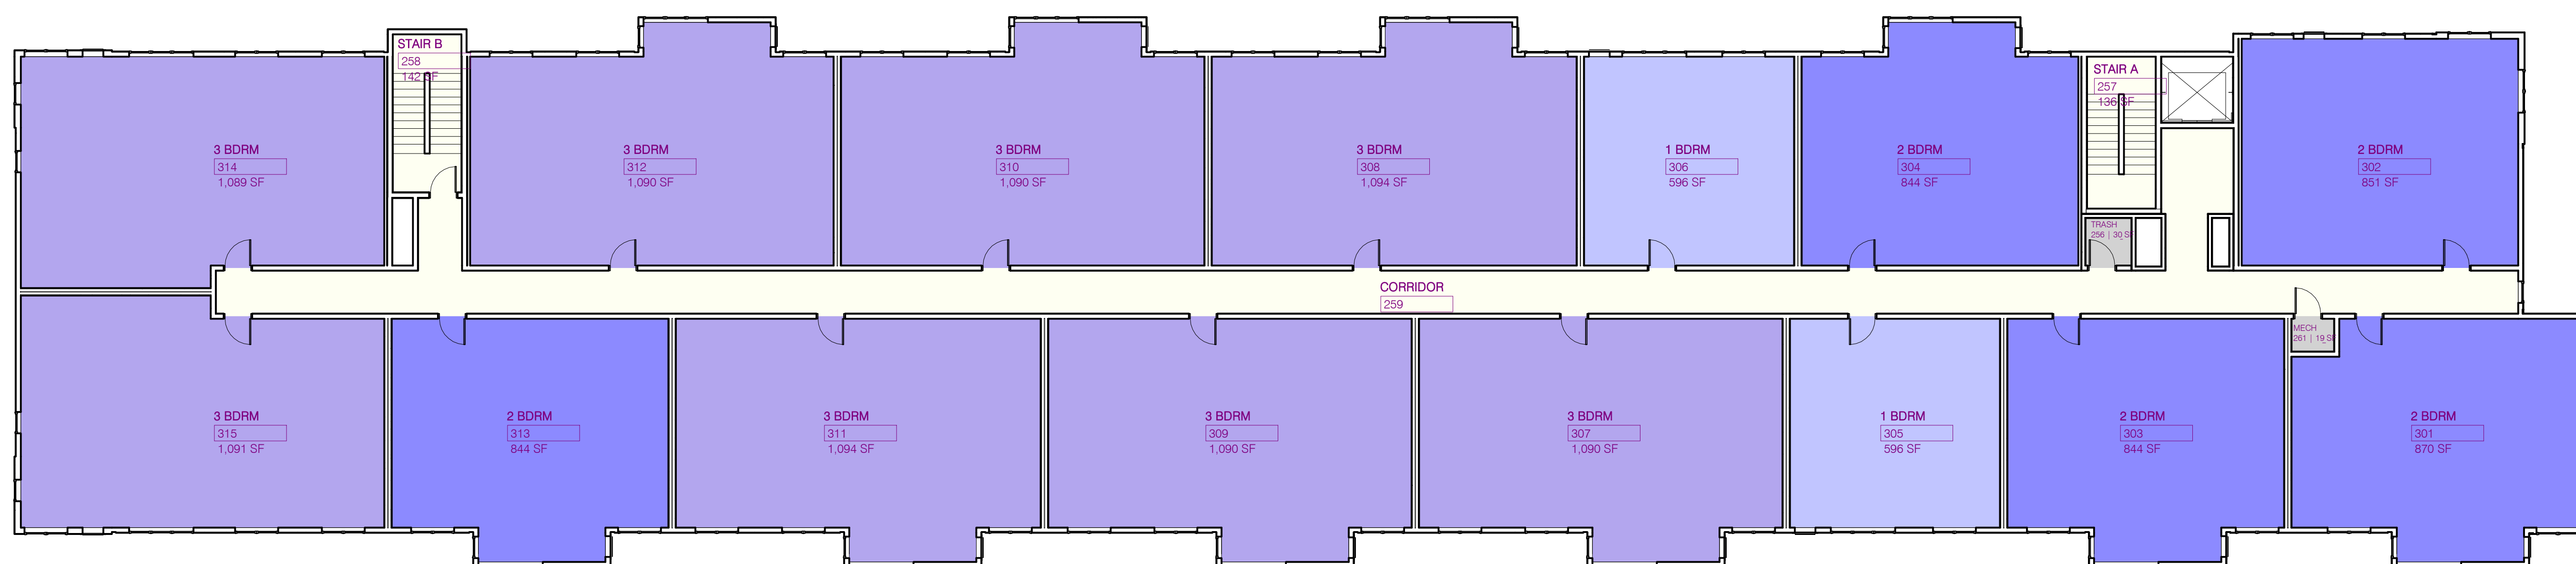 STAIR B
258
142 SF
STAIR A
257
136 SF
3 BDRM
314
1,089 SF
3 BDRM
312
1,090 SF
3 BDRM
310
1,090 SF
3 BDRM
308
1,094 SF
1 BDRM
306
596 SF
2 BDRM
304
844 SF
2 BDRM
302
851 SF
TRASH
256 | 30 SF
CORRIDOR
259
MECH
261 | 19 SF
3 BDRM
315
1,091 SF
2 BDRM
313
844 SF
3 BDRM
311
1,094 SF
3 BDRM
309
1,090 SF
3 BDRM
307
1,090 SF
1 BDRM
305
596 SF
2 BDRM
303
844 SF
2 BDRM
301
870 SF